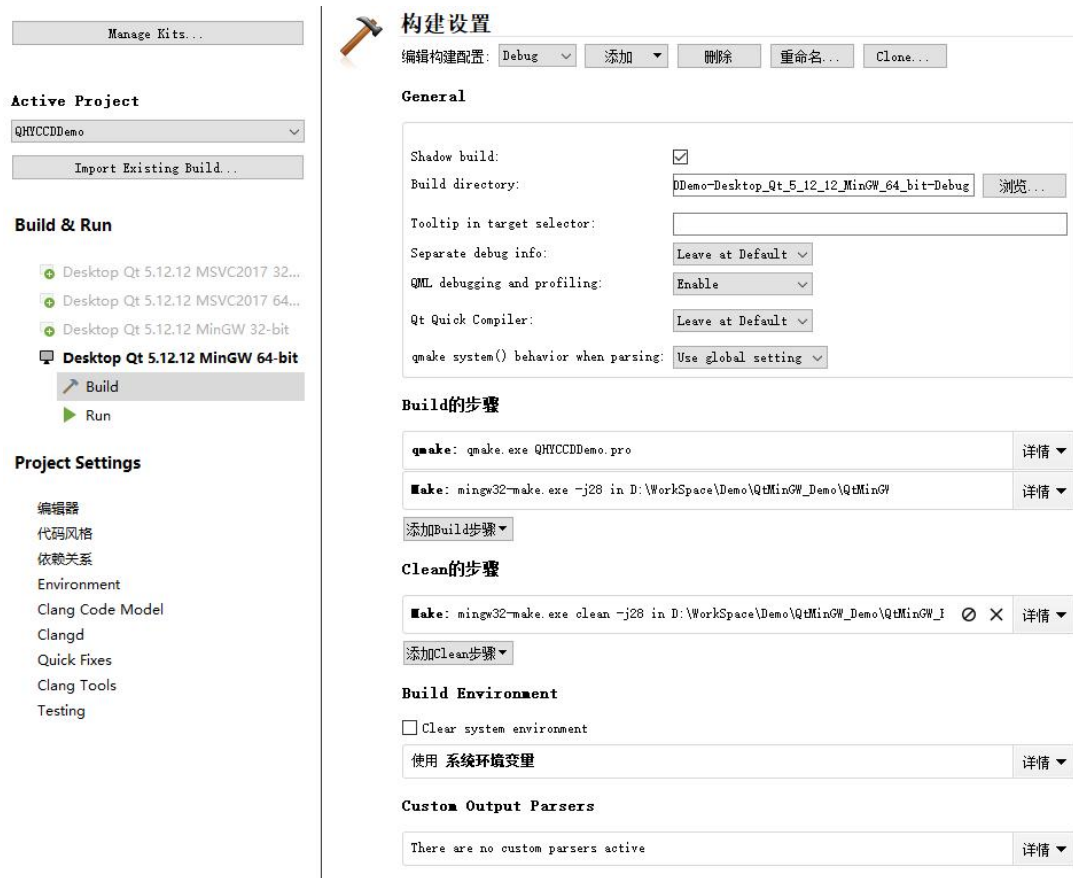 Manage Kits...
Active Project
QHYCCDDemo
Import Existing Build...
Build & Run
Desktop Qt 5.12.12 MSVC2017 32...
Desktop Qt 5.12.12 MSVC2017 64...
Desktop Qt 5.12.12 MinGW 32-bit
Desktop Qt 5.12.12 MinGW 64-bit
Build
Run
Project Settings
编辑器
代码风格
依赖关系
Environment
Clang Code Model
Clangd
Quick Fixes
Clang Tools
Testing
构建设置
编辑构建配置: Debug 添加 删除 重命名... Clone...
General
Shadow build:
Build directory: DDemo-Desktop_Qt_5_12_12_MinGW_64_bit-Debug 浏览...
Tooltip in target selector:
Separate debug info: Leave at Default
QML debugging and profiling: Enable
Qt Quick Compiler: Leave at Default
qmake system() behavior when parsing: Use global setting
Build的步骤
qmake: qmake.exe QHYCCDDemo.pro 详情
Make: mingw32-make.exe -j28 in D:\WorkSpace\Demo\QtMinGW_Demo\QtMinGW 详情
添加Build步骤
Clean的步骤
Make: mingw32-make.exe clean -j28 in D:\WorkSpace\Demo\QtMinGW_Demo\QtMinGW_ 详情
添加Clean步骤
Build Environment
Clear system environment
使用 系统环境变量 详情
Custom Output Parsers
There are no custom parsers active 详情